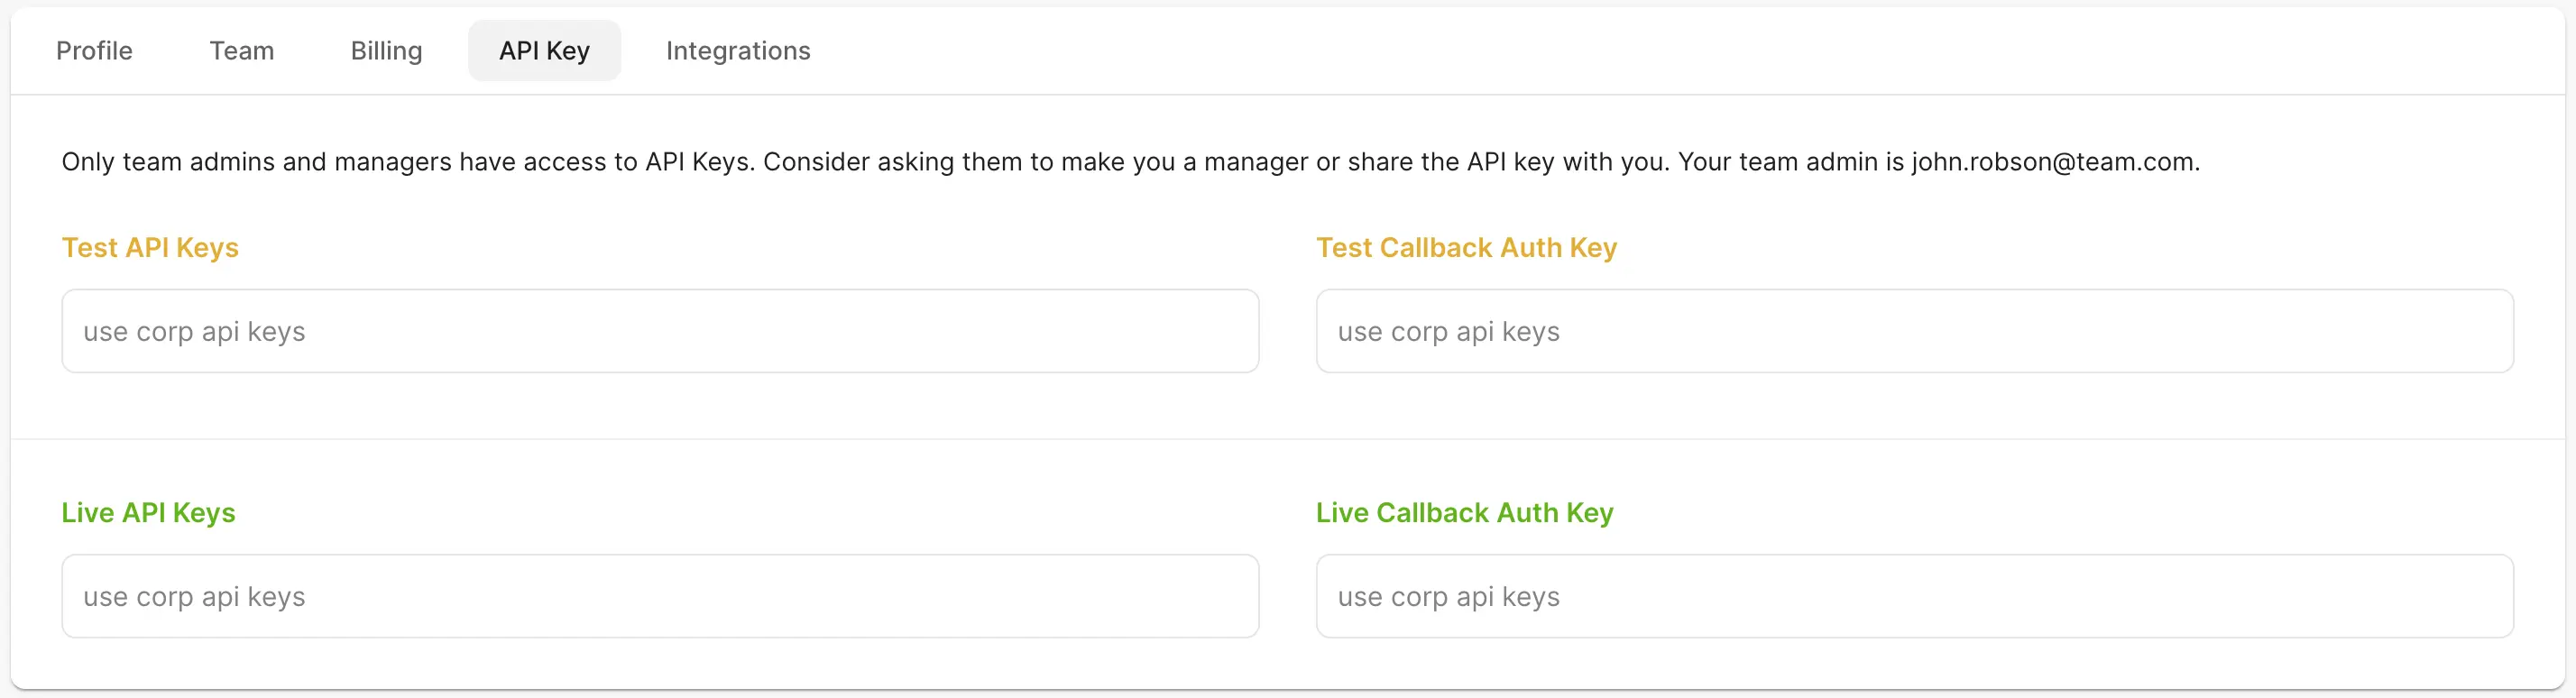 Profile Team Billing API Key Integrations
Only team admins and managers have access to API Keys. Consider asking them to make you a manager or share the API key with you. Your team admin is john.robson@team.com.
Test API Keys
use corp api keys
Test Callback Auth Key
use corp api keys
Live API Keys
use corp api keys
Live Callback Auth Key
use corp api keys